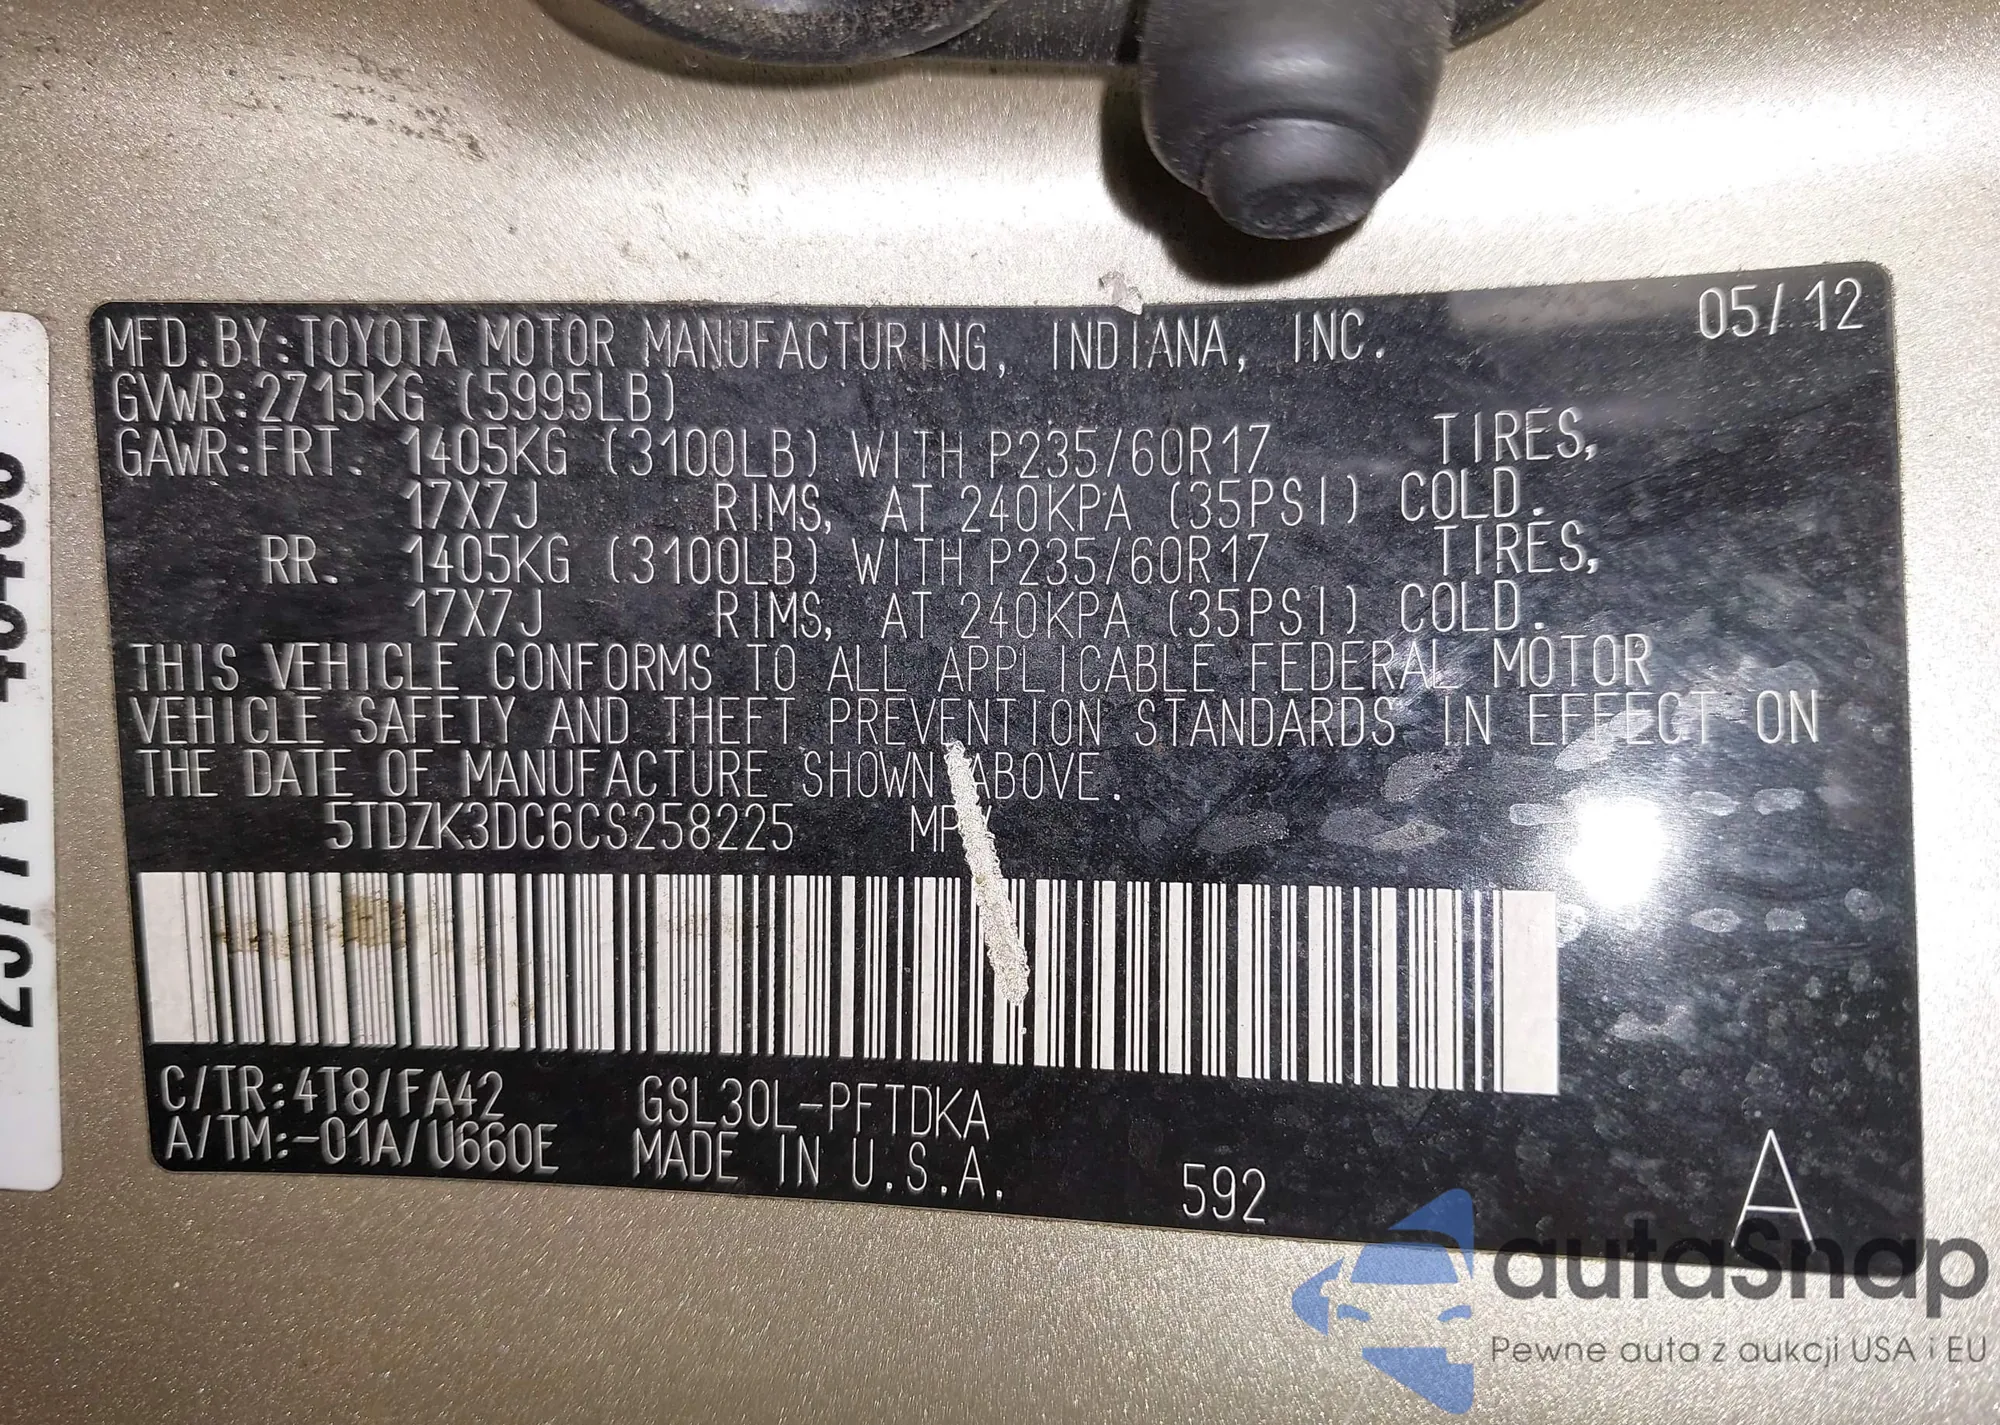 MFD.BY:TOYOTA MOTOR MANUFACTURING, INDIANA, INC. 05/12
GVWR:2715KG (5995LB)
GAWR:FRT. 1405KG (3100LB) WITH P235/60R17 TIRES,
17X7J RIMS, AT 240KPA (35PSI) COLD.
RR. 1405KG (3100LB) WITH P235/60R17 TIRES,
17X7J RIMS, AT 240KPA (35PSI) COLD.
THIS VEHICLE CONFORMS TO ALL APPLICABLE FEDERAL MOTOR
VEHICLE SAFETY AND THEFT PREVENTION STANDARDS IN EFFECT ON
THE DATE OF MANUFACTURE SHOWN ABOVE.
5TDZK3DC6CS258225 MPV
C/TR:4T8/FA42 GSL30L-PFTDKA
A/TM:-01A/U660E MADE IN U.S.A. 592 A
autaSnap
Pewne auta z aukcji USA i EU